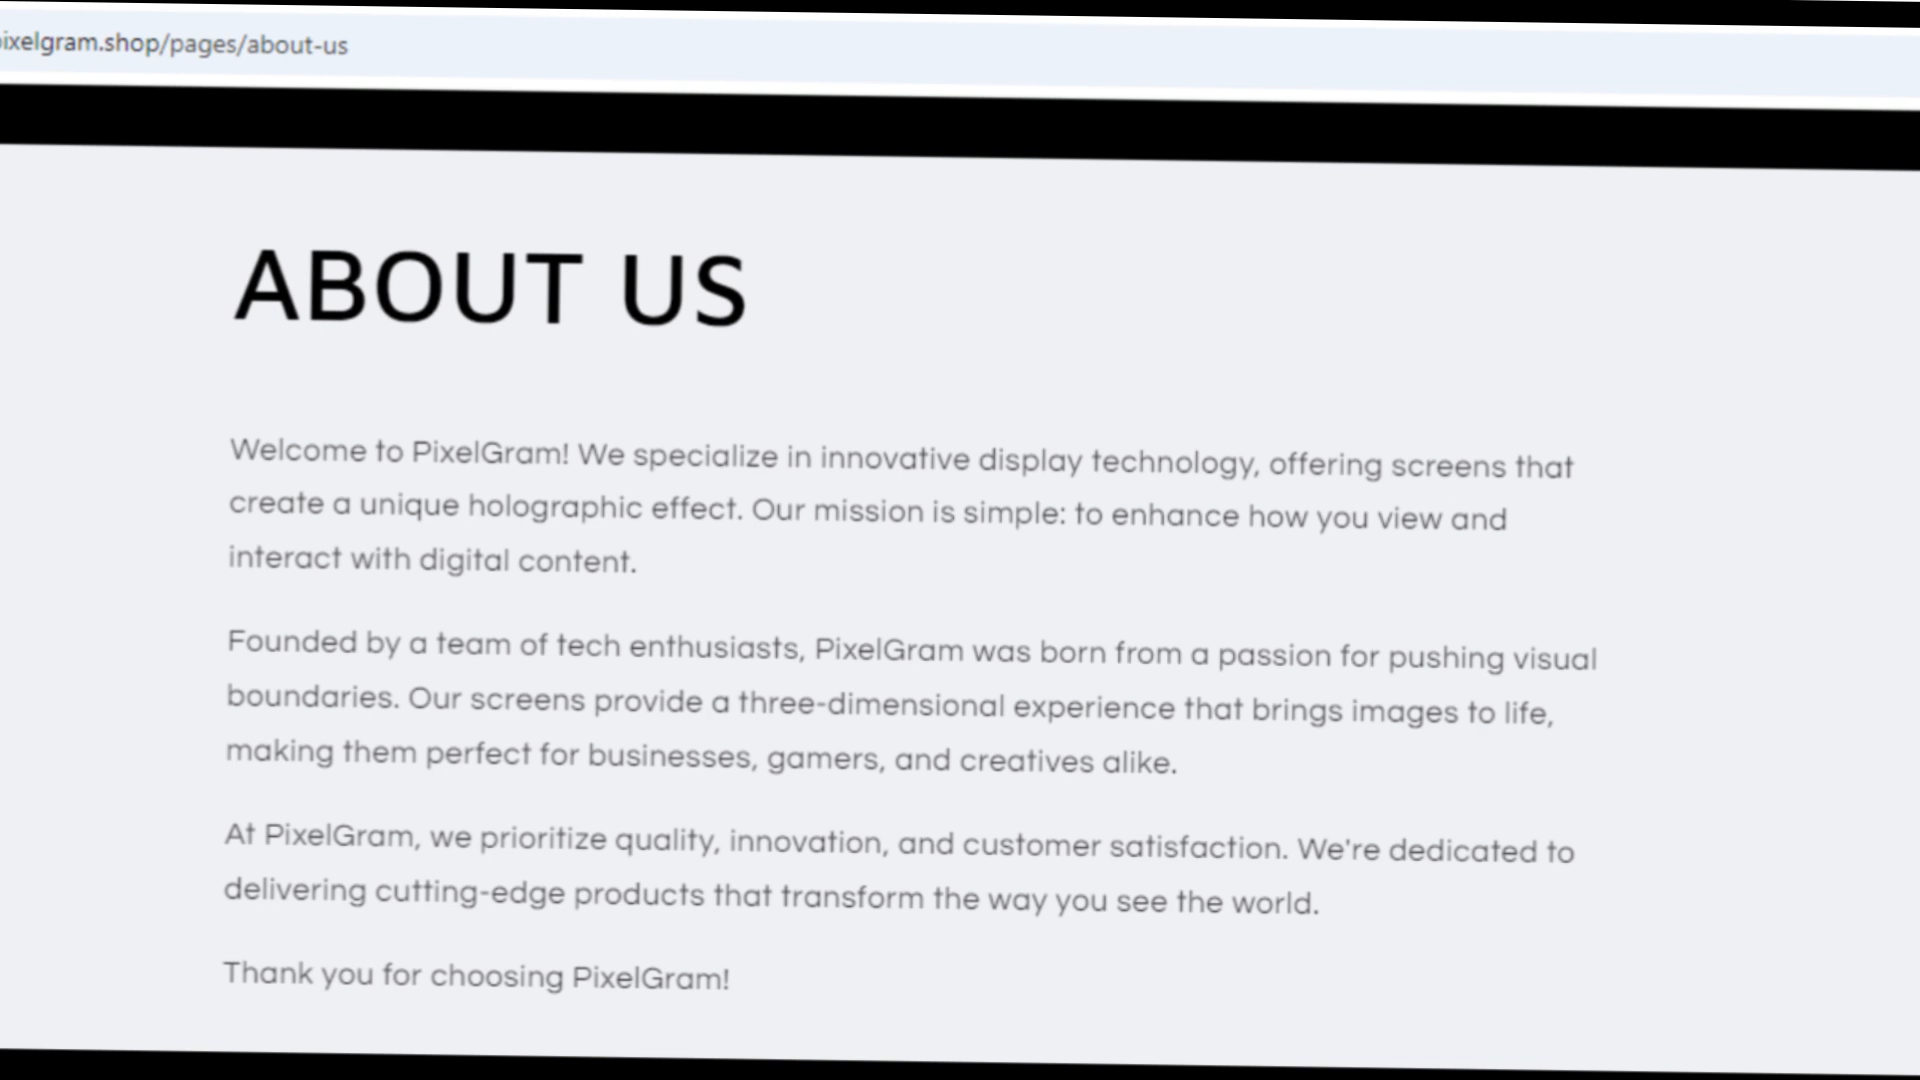 ixelgram.shop/pages/about-us
ABOUT US
Welcome to PixelGram! We specialize in innovative display technology, offering screens that
create a unique holographic effect. Our mission is simple: to enhance how you view and
interact with digital content.
Founded by a team of tech enthusiasts, PixelGram was born from a passion for pushing visual
boundaries. Our screens provide a three-dimensional experience that brings images to life,
making them perfect for businesses, gamers, and creatives alike.
At PixelGram, we prioritize quality, innovation, and customer satisfaction. We're dedicated to
delivering cutting-edge products that transform the way you see the world.
Thank you for choosing PixelGram!